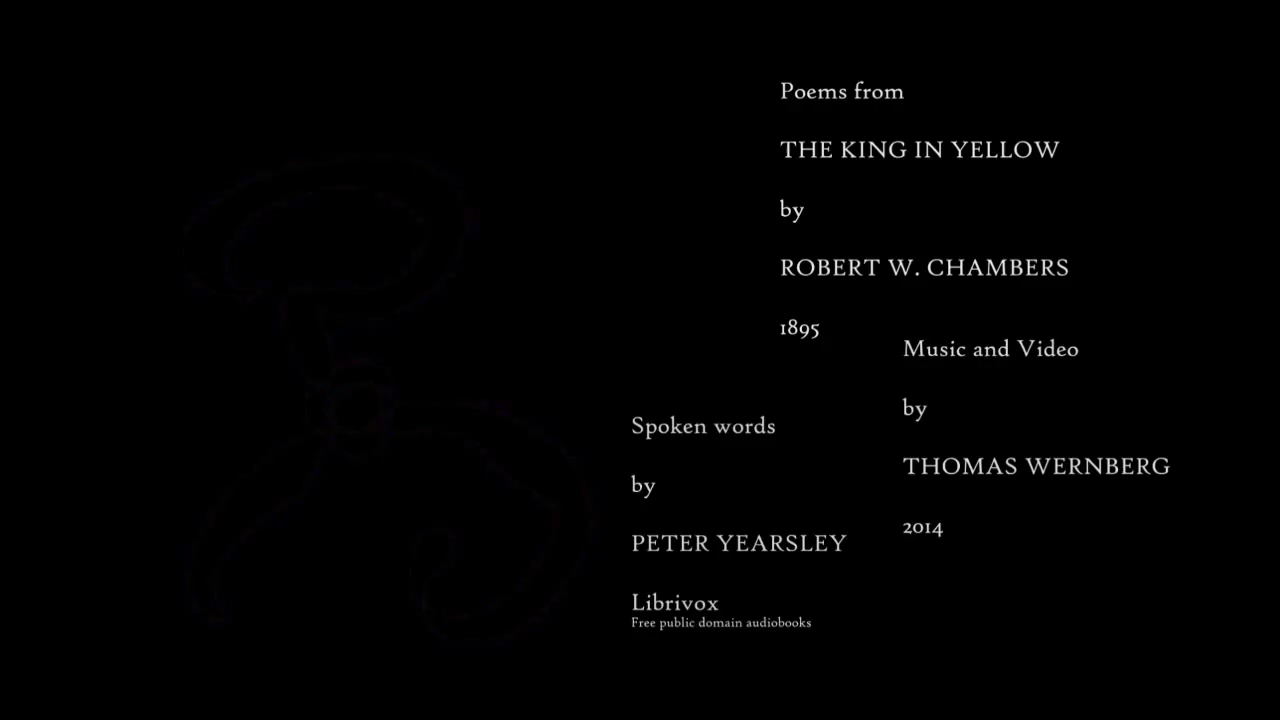 Poems from
THE KING IN YELLOW
by
ROBERT W. CHAMBERS
1895
Music and Video
by
THOMAS WERNBERG
2014
Spoken words
by
PETER YEARSLEY
Librivox
Free public domain audiobooks